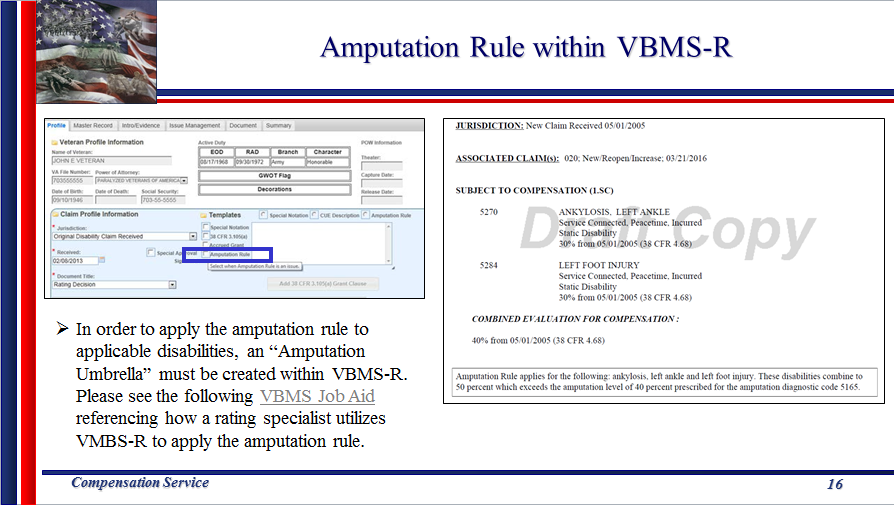 Amputation Rule within VBMS-R
Profile Master Record Intro/Evidence Issue Management Document Summary
Veteran Profile Information
Name of Veteran:
JOHN E VETERAN
VA File Number: Power of Attorney:
703555555 PARALYZED VETERANS OF AMERICA
Date of Birth: Date of Death: Social Security:
09/10/1946 703-55-5555
Active Duty
EOD RAD Branch Character
08/17/1968 09/30/1972 Army Honorable
GWOT Flag
Decorations
POW Information
Theater:
Capture Date:
Release Date:
Claim Profile Information
* Jurisdiction:
Original Disability Claim Received
* Received:
02/06/2013
Special Approval
Sig
* Document Title:
Rating Decision
Templates
Special Notation
38 CFR 3.105(a)
Accrued Grant
Amputation Rule
Select when Amputation Rule is an issue.
Special Notation CUE Description Amputation Rule
Add 38 CFR 3.105(a) Grant Clause
JURISDICTION: New Claim Received 05/01/2005
ASSOCIATED CLAIM(s): 020; New/Reopen/Increase; 03/21/2016
SUBJECT TO COMPENSATION (1.SC)
Draft Copy
5270 ANKYLOSIS, LEFT ANKLE
Service Connected, Peacetime, Incurred
Static Disability
30% from 05/01/2005 (38 CFR 4.68)
5284 LEFT FOOT INJURY
Service Connected, Peacetime, Incurred
Static Disability
30% from 05/01/2005 (38 CFR 4.68)
COMBINED EVALUATION FOR COMPENSATION :
40% from 05/01/2005 (38 CFR 4.68)
Amputation Rule applies for the following: ankylosis, left ankle and left foot injury. These disabilities combine to
50 percent which exceeds the amputation level of 40 percent prescribed for the amputation diagnostic code 5165.
➢ In order to apply the amputation rule to
applicable disabilities, an “Amputation
Umbrella” must be created within VBMS-R.
Please see the following VBMS Job Aid
referencing how a rating specialist utilizes
VMBS-R to apply the amputation rule.
Compensation Service
16